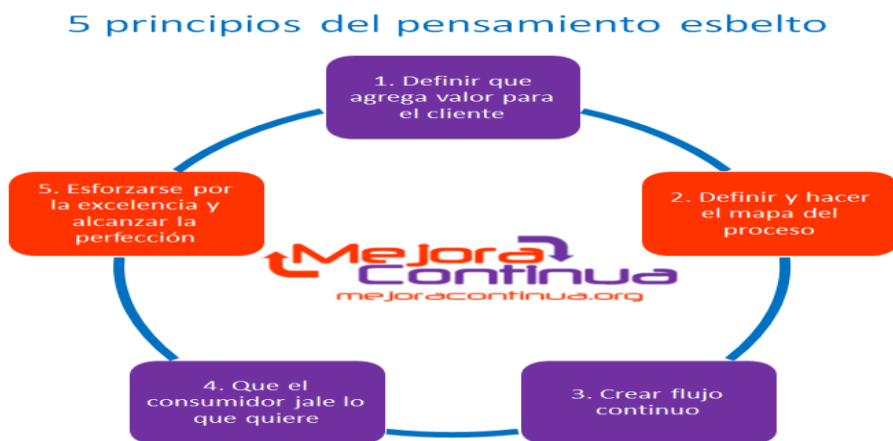 5 principios del pensamiento esbelto
1. Definir que
agrega valor para
el cliente
2. Definir y hacer
el mapa del
proceso
3. Crear flujo
continuo
4. Que el
consumidor jale lo
que quiere
5. Esforzarse por
la excelencia y
alcanzar la
perfección
Mejora
Continua
mejoracontinua.org